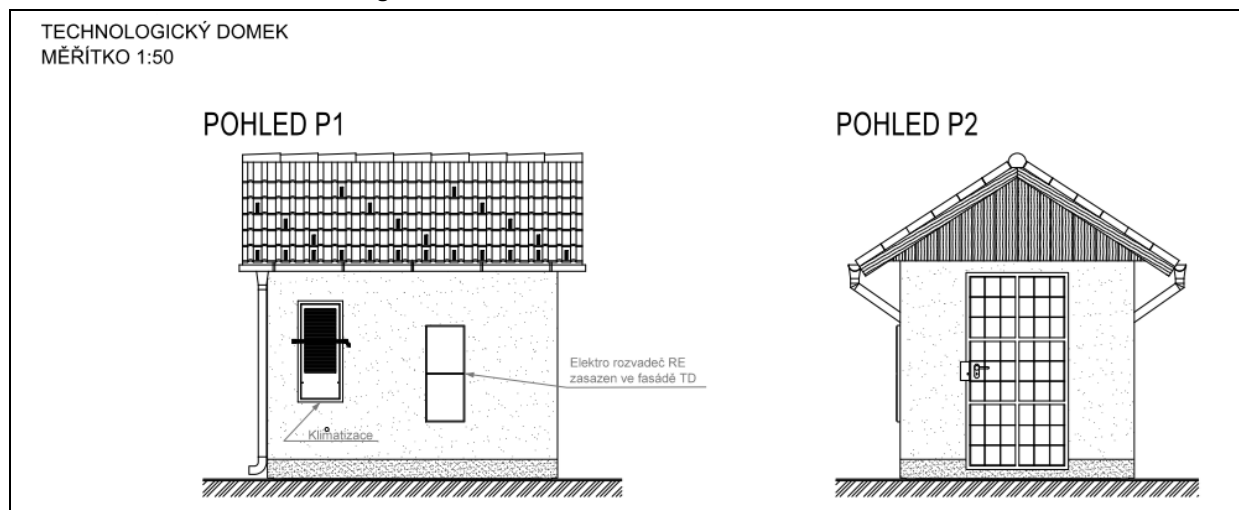 TECHNOLOGICKÝ DOMEK
MĚŘÍTKO 1:50
POHLED P1
POHLED P2
Elektro rozvadeč RE
zasazen ve fasádě TD
Klimatizace